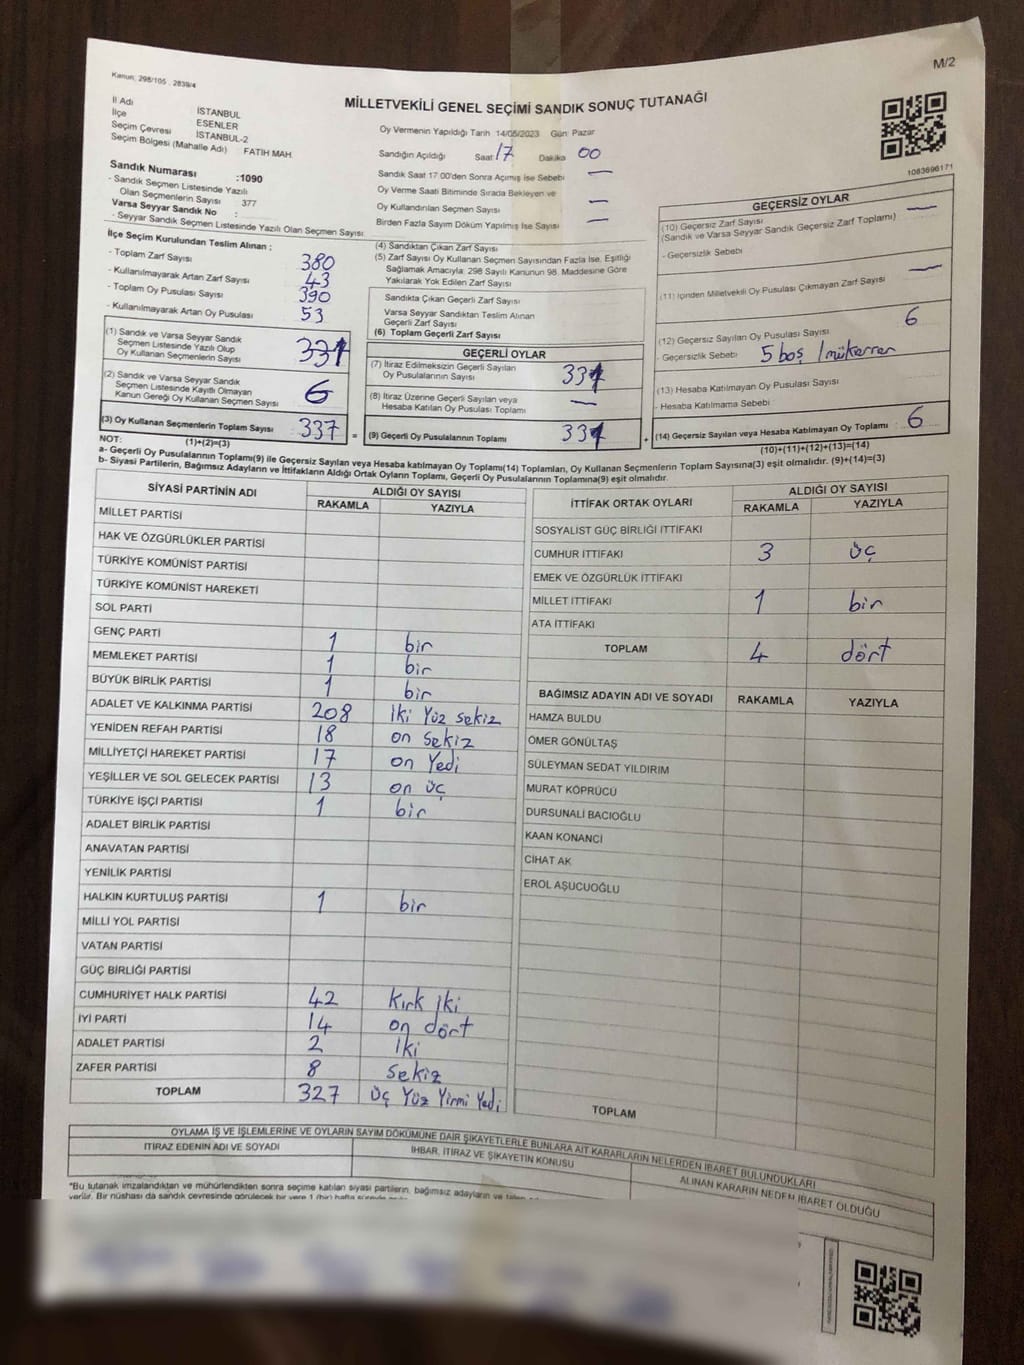 Kanun: 298/105 , 2839/4
M/2
MİLLETVEKİLİ GENEL SEÇİMİ SANDIK SONUÇ TUTANAĞI
İl Adı İSTANBUL
İlçe ESENLER
Seçim Çevresi İSTANBUL-2
Seçim Bölgesi (Mahalle Adı) FATİH MAH.
Sandık Numarası :1090
- Sandık Seçmen Listesinde Yazılı
Olan Seçmenlerin Sayısı 377
Varsa Seyyar Sandık No :
- Seyyar Sandık Seçmen Listesinde Yazılı Olan Seçmen Sayısı:
Oy Vermenin Yapıldığı Tarih 14/05/2023 Gün: Pazar
Sandığın Açıldığı Saat 17 Dakika 00
Sandık Saat 17.00'den Sonra Açılmış İse Sebebi —
Oy Verme Saati Bitiminde Sırada Bekleyen ve
Oy Kullandırılan Seçmen Sayısı —
Birden Fazla Sayım Döküm Yapılmış İse Sayısı —
1083696171
İlçe Seçim Kurulundan Teslim Alınan :
- Toplam Zarf Sayısı 380
- Kullanılmayarak Artan Zarf Sayısı 43
- Toplam Oy Pusulası Sayısı 390
- Kullanılmayarak Artan Oy Pusulası 53
(1) Sandık ve Varsa Seyyar Sandık
Seçmen Listesinde Yazılı Olup
Oy Kullanan Seçmenlerin Sayısı 331
(2) Sandık ve Varsa Seyyar Sandık
Seçmen Listesinde Kayıtlı Olmayan
Kanun Gereği Oy Kullanan Seçmen Sayısı 6
(3) Oy Kullanan Seçmenlerin Toplam Sayısı 337
(4) Sandıktan Çıkan Zarf Sayısı
(5) Zarf Sayısı Oy Kullanan Seçmen Sayısından Fazla İse, Eşitliği
Sağlamak Amacıyla; 298 Sayılı Kanunun 98. Maddesine Göre
Yakılarak Yok Edilen Zarf Sayısı
Sandıkta Çıkan Geçerli Zarf Sayısı
Varsa Seyyar Sandıktan Teslim Alınan
Geçerli Zarf Sayısı
(6) Toplam Geçerli Zarf Sayısı
GEÇERLİ OYLAR
(7) İtiraz Edilmeksizin Geçerli Sayılan
Oy Pusulalarının Sayısı 331
(8) İtiraz Üzerine Geçerli Sayılan veya
Hesaba Katılan Oy Pusulası Toplamı —
= (9) Geçerli Oy Pusulalarının Toplamı 331
GEÇERSİZ OYLAR
(10) Geçersiz Zarf Sayısı —
(Sandık ve Varsa Seyyar Sandık Geçersiz Zarf Toplamı)
- Geçersizlik Sebebi
(11) İçinden Milletvekili Oy Pusulası Çıkmayan Zarf Sayısı —
(12) Geçersiz Sayılan Oy Pusulası Sayısı 6
- Geçersizlik Sebebi 5 boş 1 mükerrer
(13) Hesaba Katılmayan Oy Pusulası Sayısı
- Hesaba Katılmama Sebebi
+ (14) Geçersiz Sayılan veya Hesaba Katılmayan Oy Toplamı : 6
NOT: (1)+(2)=(3)
(10)+(11)+(12)+(13)=(14)
a- Geçerli Oy Pusulalarının Toplamı(9) ile Geçersiz Sayılan veya Hesaba katılmayan Oy Toplamı(14) Toplamları, Oy Kullanan Seçmenlerin Toplam Sayısına(3) eşit olmalıdır. (9)+(14)=(3)
b- Siyasi Partilerin, Bağımsız Adayların ve İttifakların Aldığı Ortak Oyların Toplamı, Geçerli Oy Pusulalarının Toplamına(9) eşit olmalıdır.
SİYASİ PARTİNİN ADI ALDIĞI OY SAYISI
RAKAMLA YAZIYLA
MİLLET PARTİSİ
HAK VE ÖZGÜRLÜKLER PARTİSİ
TÜRKİYE KOMÜNİST PARTİSİ
TÜRKİYE KOMÜNİST HAREKETİ
SOL PARTİ
GENÇ PARTİ 1 bir
MEMLEKET PARTİSİ 1 bir
BÜYÜK BİRLİK PARTİSİ 1 bir
ADALET VE KALKINMA PARTİSİ 208 İki Yüz sekiz
YENİDEN REFAH PARTİSİ 18 on sekiz
MİLLİYETÇİ HAREKET PARTİSİ 17 on Yedi
YEŞİLLER VE SOL GELECEK PARTİSİ 13 on üç
TÜRKİYE İŞÇİ PARTİSİ 1 bir
ADALET BİRLİK PARTİSİ
ANAVATAN PARTİSİ
YENİLİK PARTİSİ
HALKIN KURTULUŞ PARTİSİ 1 bir
MİLLİ YOL PARTİSİ
VATAN PARTİSİ
GÜÇ BİRLİĞİ PARTİSİ
CUMHURİYET HALK PARTİSİ 42 kırk iki
İYİ PARTİ 14 on dört
ADALET PARTİSİ 2 İki
ZAFER PARTİSİ 8 sekiz
TOPLAM 327 üç Yüz Yirmi Yedi
İTTİFAK ORTAK OYLARI ALDIĞI OY SAYISI
RAKAMLA YAZIYLA
SOSYALİST GÜÇ BİRLİĞİ İTTİFAKI
CUMHUR İTTİFAKI 3 üç
EMEK VE ÖZGÜRLÜK İTTİFAKI
MİLLET İTTİFAKI 1 bir
ATA İTTİFAKI
TOPLAM 4 dört
BAĞIMSIZ ADAYIN ADI VE SOYADI RAKAMLA YAZIYLA
HAMZA BULDU
ÖMER GÖNÜLTAŞ
SÜLEYMAN SEDAT YILDIRIM
MURAT KÖPRÜCÜ
DURSUNALİ BACIOĞLU
KAAN KONANCİ
CİHAT AK
EROL AŞUCUOĞLU
TOPLAM
OYLAMA İŞ VE İŞLEMLERİNE VE OYLARIN SAYIM DÖKÜMÜNE DAİR ŞİKAYETLERLE BUNLARA AİT KARARLARIN NELERDEN İBARET BULUNDUKLARI
İTİRAZ EDENİN ADI VE SOYADI İHBAR, İTİRAZ VE ŞİKAYETİN KONUSU ALINAN KARARIN NEDEN İBARET OLDUĞU
*Bu tutanak imzalandıktan ve mühürlendikten sonra seçime katılan siyasi partilerin, bağımsız adayların ve